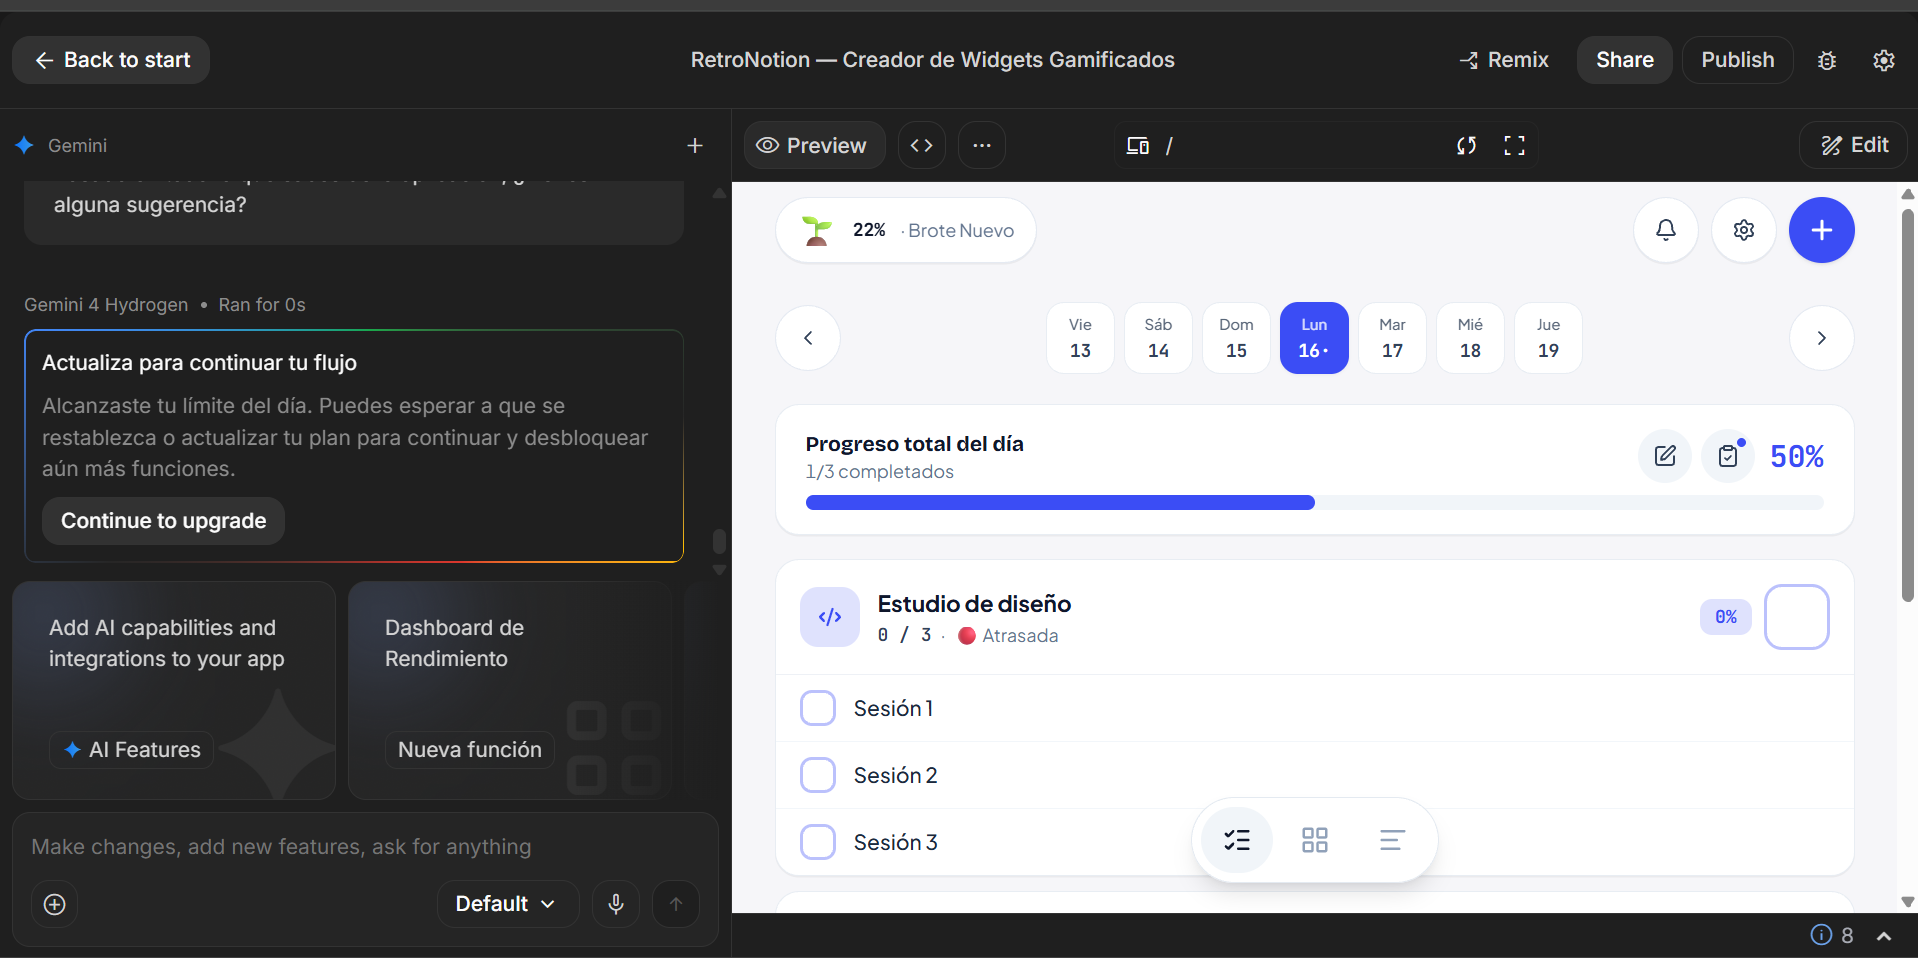 Back to start
RetroNotion — Creador de Widgets Gamificados
Remix
Share
Publish
Gemini
alguna sugerencia?
Gemini 4 Hydrogen • Ran for 0s
Actualiza para continuar tu flujo
Alcanzaste tu límite del día. Puedes esperar a que se
restablezca o actualizar tu plan para continuar y desbloquear
aún más funciones.
Continue to upgrade
Add AI capabilities and
integrations to your app
AI Features
Dashboard de
Rendimiento
Nueva función
Make changes, add new features, ask for anything
Default
Preview
/
Edit
22% · Brote Nuevo
Vie 13
Sáb 14
Dom 15
Lun 16
Mar 17
Mié 18
Jue 19
Progreso total del día
1/3 completados
50%
Estudio de diseño
0 / 3 · Atrasada
0%
Sesión 1
Sesión 2
Sesión 3
8